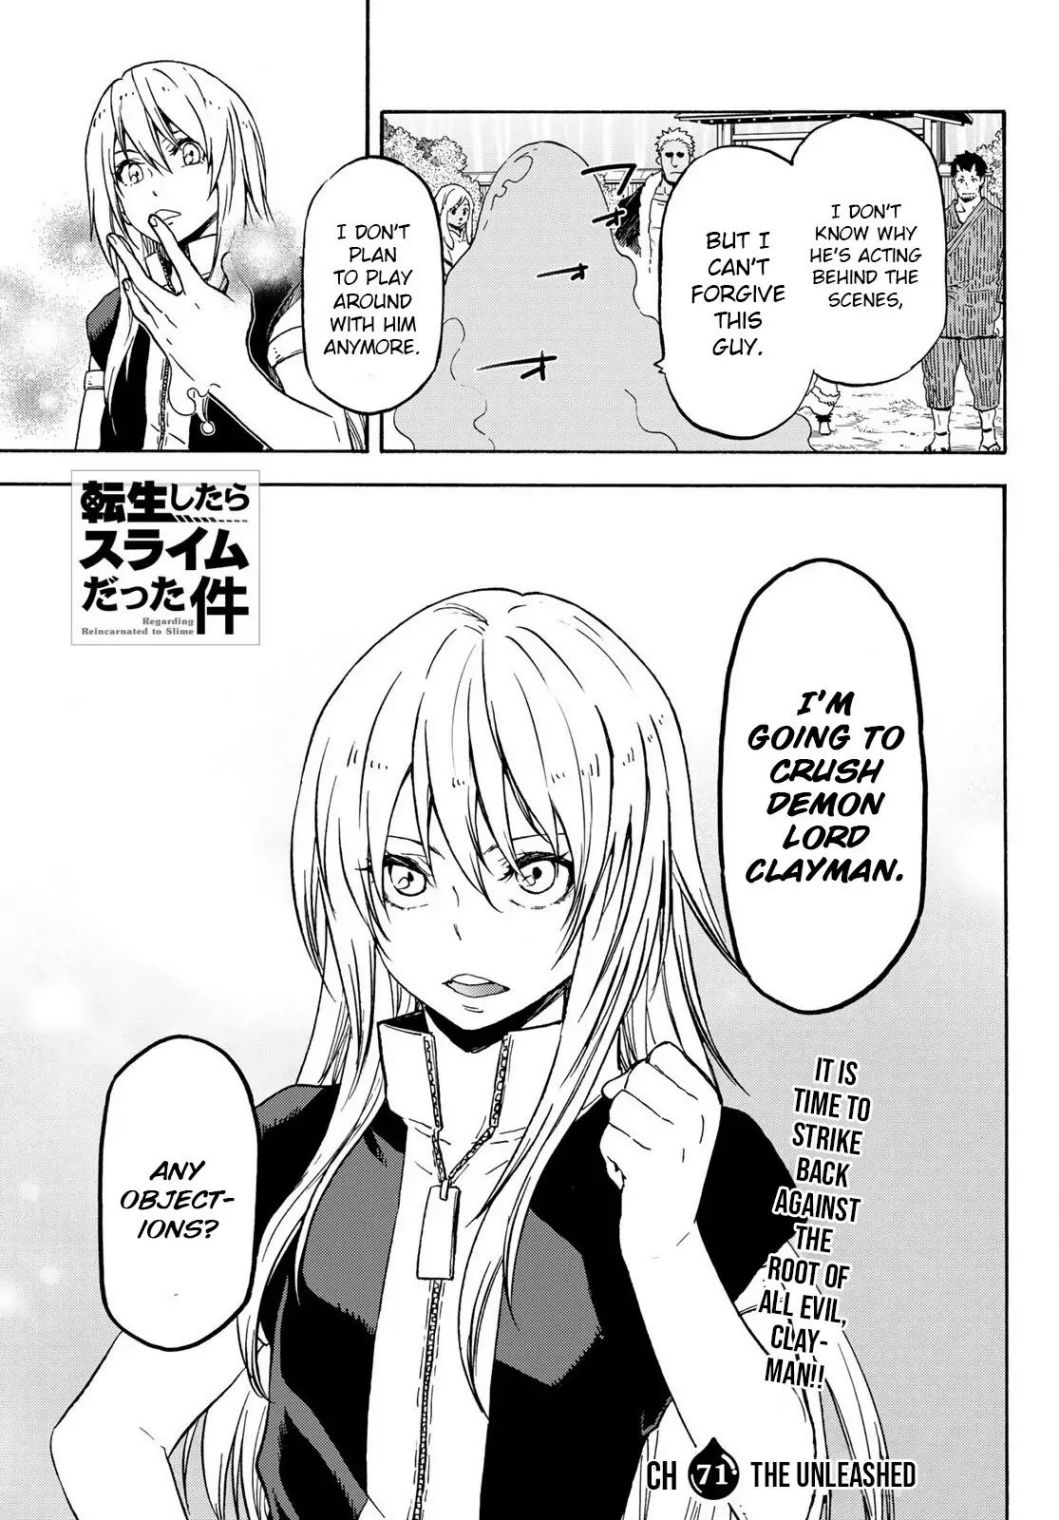 I DON'T
KNOW WHY
HE'S ACTING
BEHIND THE
SCENES,
BUT I
CAN'T
FORGIVE
THIS
GUY.
I DON'T
PLAN
TO PLAY
AROUND
WITH HIM
ANYMORE.
転生したら
スライム
だった件
Regarding
Reincarnated to Slime
I'M
GOING TO
CRUSH
DEMON
LORD
CLAYMAN.
ANY
OBJECT-
IONS?
IT IS
TIME TO
STRIKE
BACK
AGAINST
THE
ROOT OF
ALL EVIL,
CLAY-
MAN!!
CH 71 THE UNLEASHED